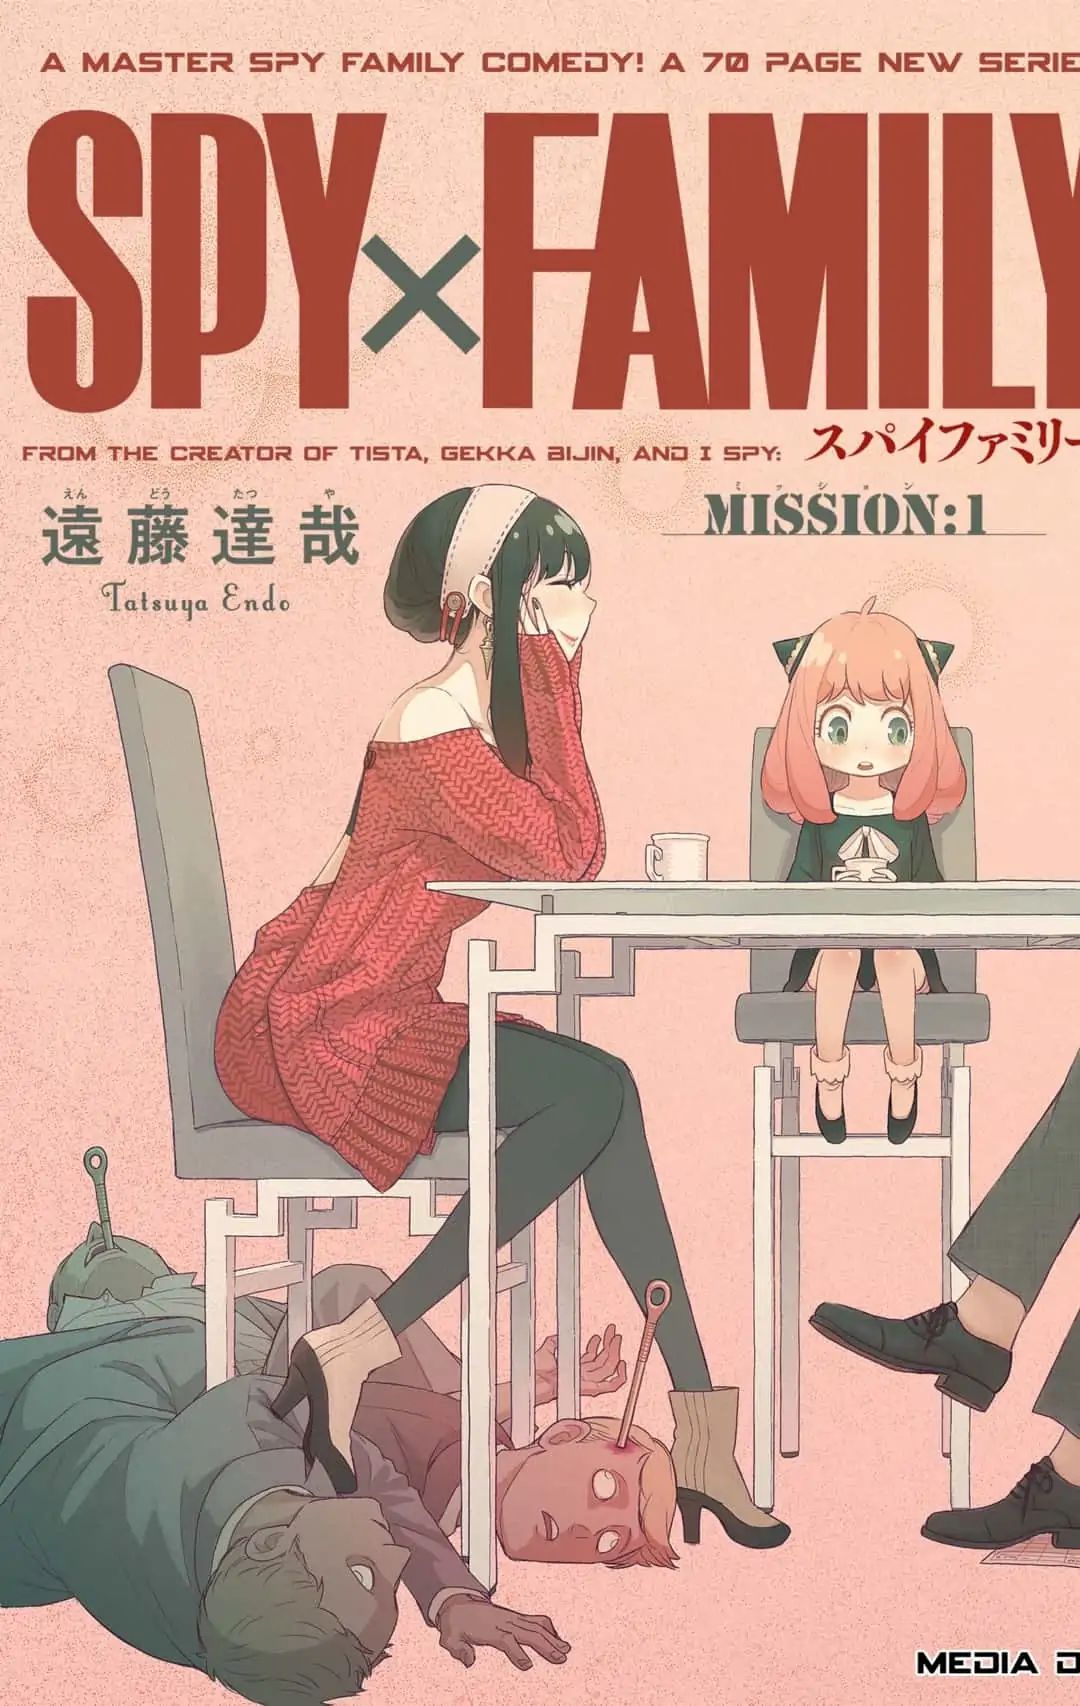 A MASTER SPY FAMILY COMEDY! A 70 PAGE NEW SERIE
SPY×FAMILY
FROM THE CREATOR OF TISTA, GEKKA BIJIN, AND I SPY:
スパイファミリー
えん どう たつ や
遠藤達哉
Tatsuya Endo
ミッション
MISSION:1
MEDIA D